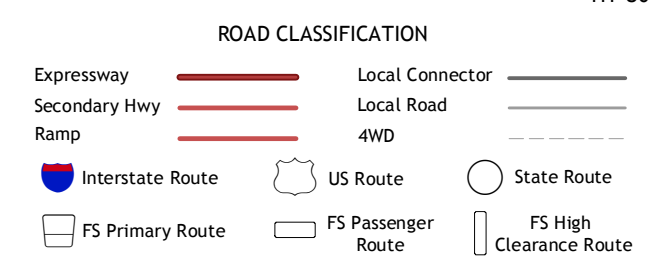 ROAD CLASSIFICATION
Expressway
Local Connector
Secondary Hwy
Local Road
Ramp
4WD
Interstate Route
US Route
State Route
FS Primary Route
FS Passenger
Route
FS High
Clearance Route